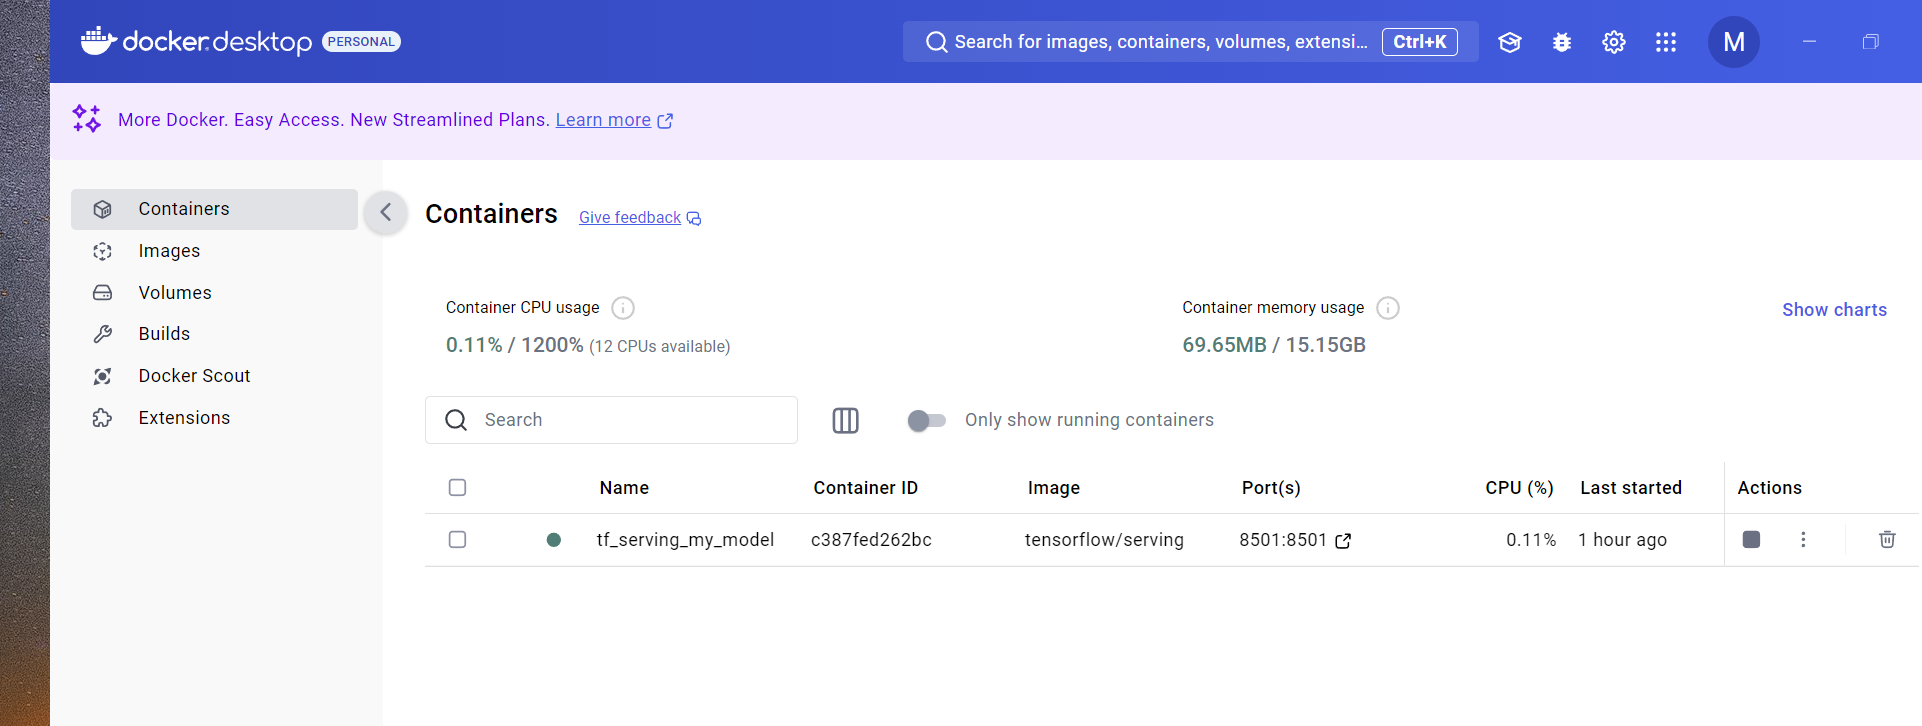 docker desktop PERSONAL
Search for images, containers, volumes, extensi... Ctrl+K
M
More Docker. Easy Access. New Streamlined Plans. Learn more
Containers
Images
Volumes
Builds
Docker Scout
Extensions
Containers Give feedback
Container CPU usage
0.11% / 1200% (12 CPUs available)
Container memory usage
69.65MB / 15.15GB
Show charts
Search
Only show running containers
Name Container ID Image Port(s) CPU (%) Last started Actions
tf_serving_my_model c387fed262bc tensorflow/serving 8501:8501 0.11% 1 hour ago